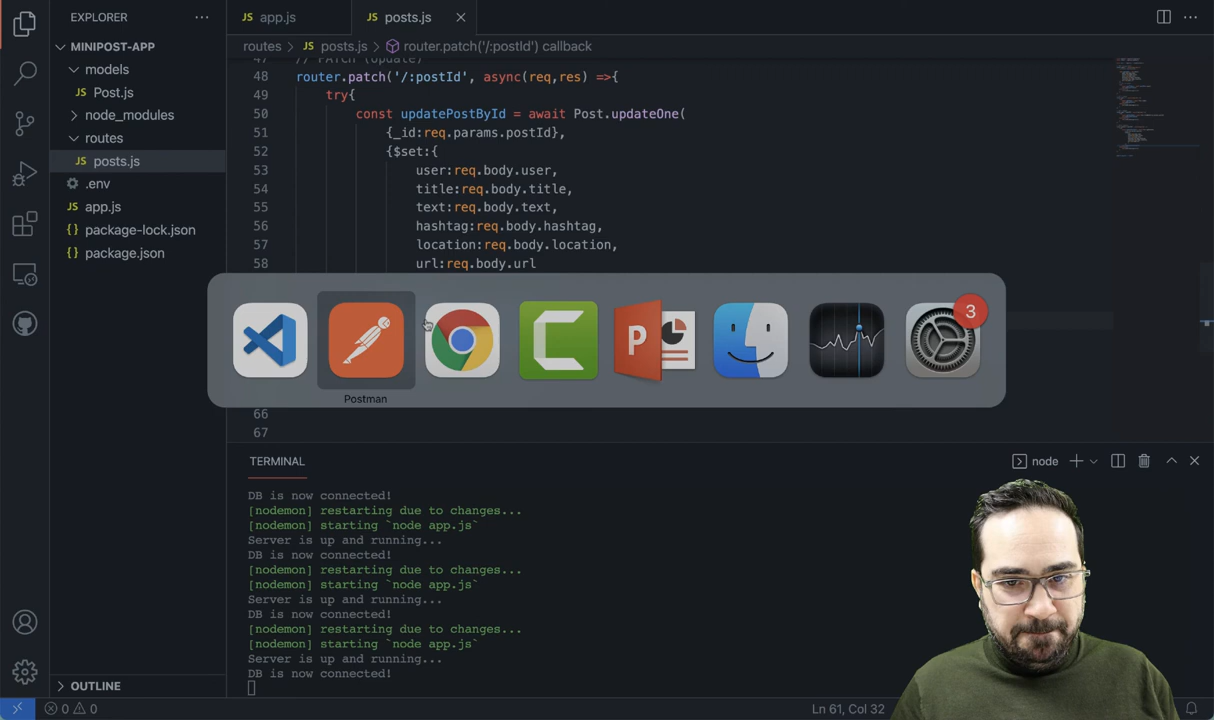 EXPLORER
app.js
posts.js
MINIPOST-APP
routes > posts.js > router.patch('/:postId') callback
models
// PATCH (Update)
48 router.patch('/:postId', async(req,res) =>{
Post.js
49 try{
node_modules
50 const updatePostById = await Post.updateOne(
routes
51 {_id:req.params.postId},
posts.js
52 {$set:{
.env
53 user:req.body.user,
app.js
54 title:req.body.title,
package-lock.json
55 text:req.body.text,
package.json
56 hashtag:req.body.hashtag,
57 location:req.body.location,
58 url:req.body.url
3
P
Postman
66
67
TERMINAL
node
DB is now connected!
[nodemon] restarting due to changes...
[nodemon] starting `node app.js`
Server is up and running...
DB is now connected!
[nodemon] restarting due to changes...
[nodemon] starting `node app.js`
Server is up and running...
DB is now connected!
[nodemon] restarting due to changes...
[nodemon] starting `node app.js`
Server is up and running...
DB is now connected!
OUTLINE
0 0
Ln 61, Col 32